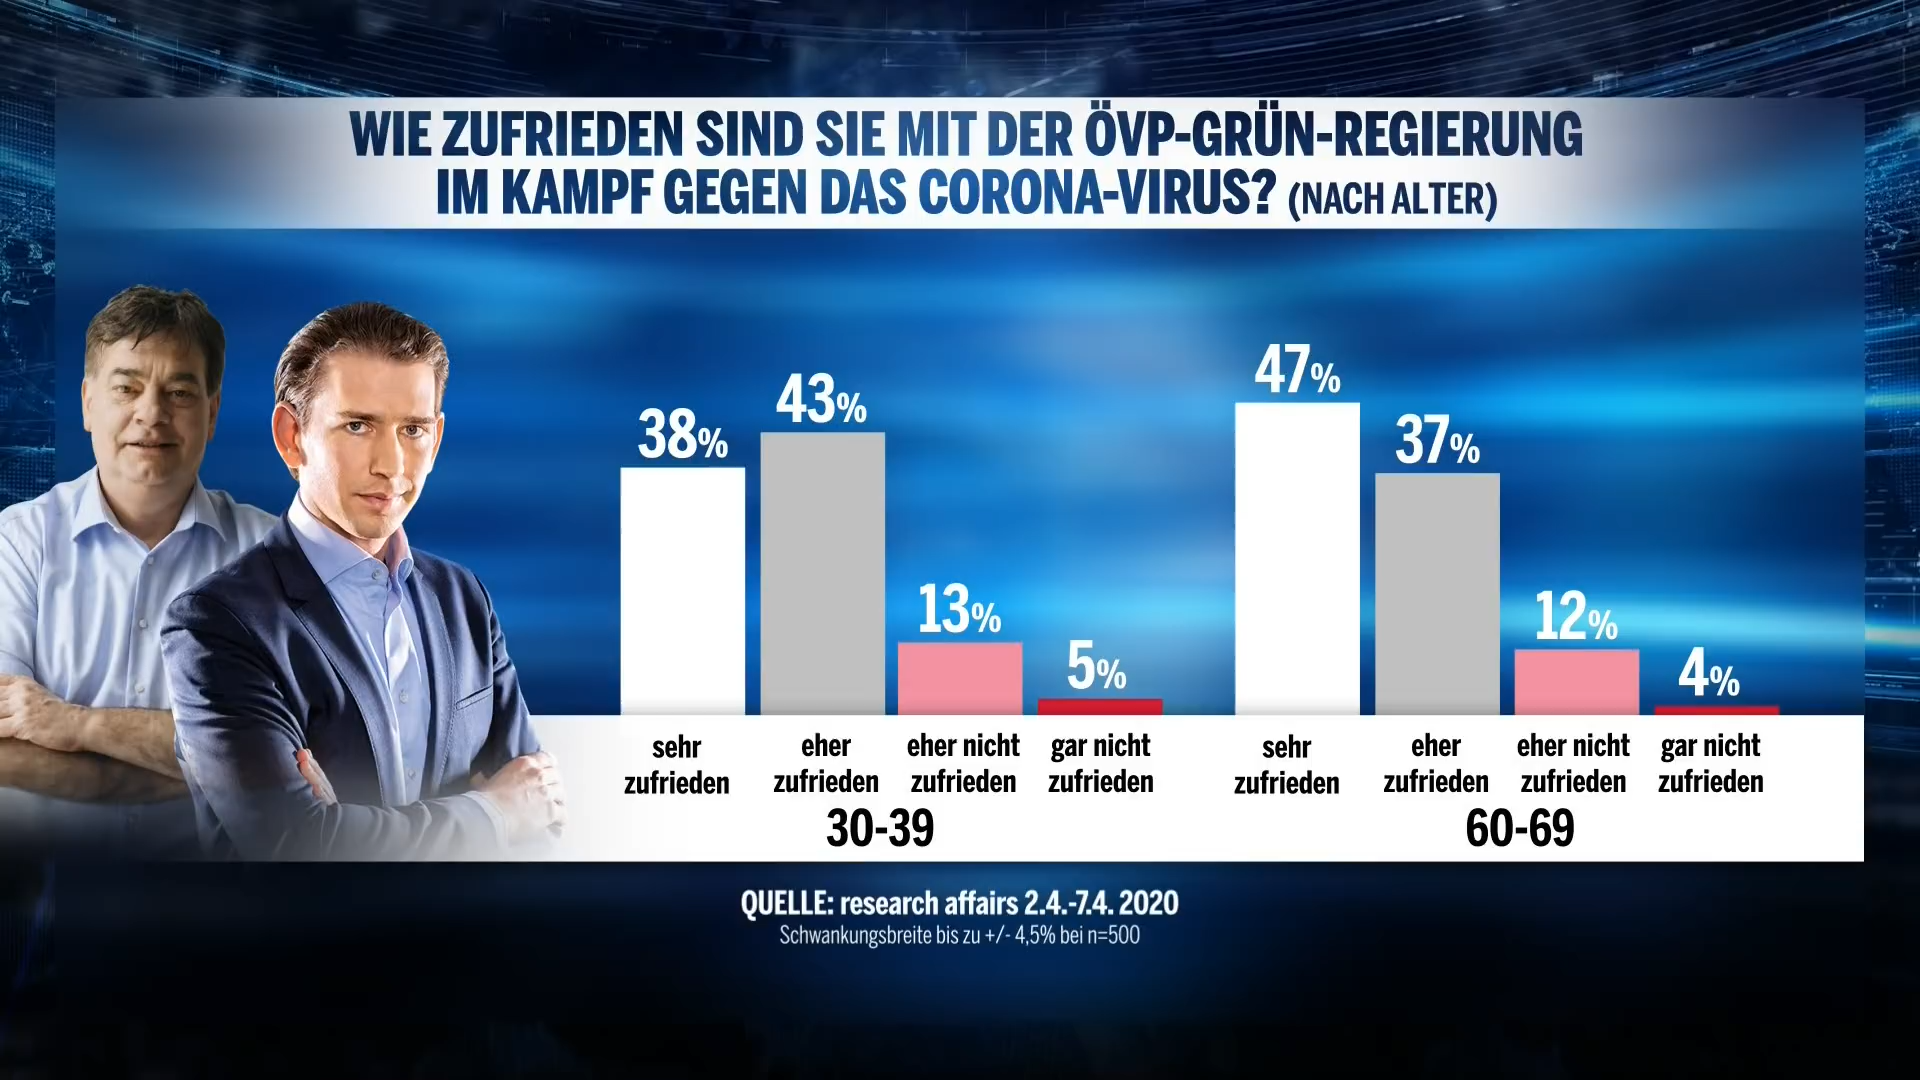 WIE ZUFRIEDEN SIND SIE MIT DER ÖVP-GRÜN-REGIERUNG
IM KAMPF GEGEN DAS CORONA-VIRUS? (NACH ALTER)
38%
43%
13%
5%
47%
37%
12%
4%
sehr
zufrieden
eher
zufrieden
eher nicht
zufrieden
gar nicht
zufrieden
30-39
sehr
zufrieden
eher
zufrieden
eher nicht
zufrieden
gar nicht
zufrieden
60-69
QUELLE: research affairs 2.4.-7.4. 2020
Schwankungsbreite bis zu +/- 4,5% bei n=500